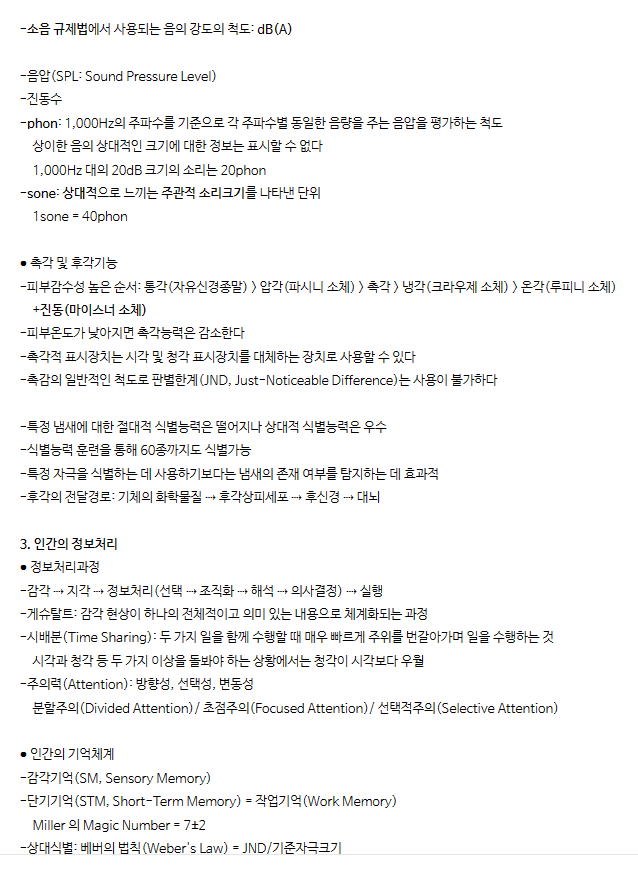 -소음 규제법에서 사용되는 음의 강도의 척도: dB(A)
-음압(SPL: Sound Pressure Level)
-진동수
-phon: 1,000Hz의 주파수를 기준으로 각 주파수별 동일한 음량을 주는 음압을 평가하는 척도
상이한 음의 상대적인 크기에 대한 정보는 표시할 수 없다
1,000Hz 대의 20dB 크기의 소리는 20phon
-sone: 상대적으로 느끼는 주관적 소리크기를 나타낸 단위
1sone = 40phon
● 촉각 및 후각기능
-피부감수성 높은 순서: 통각(자유신경종말) > 압각(파시니 소체) > 촉각 > 냉각(크라우제 소체) > 온각(루피니 소체)
+진동(마이스너 소체)
-피부온도가 낮아지면 촉각능력은 감소한다
-촉각적 표시장치는 시각 및 청각 표시장치를 대체하는 장치로 사용할 수 있다
-촉감의 일반적인 척도로 판별한계(JND, Just-Noticeable Difference)는 사용이 불가하다
-특정 냄새에 대한 절대적 식별능력은 떨어지나 상대적 식별능력은 우수
-식별능력 훈련을 통해 60종까지도 식별가능
-특정 자극을 식별하는 데 사용하기보다는 냄새의 존재 여부를 탐지하는 데 효과적
-후각의 전달경로: 기체의 화학물질 → 후각상피세포 → 후신경 → 대뇌
3. 인간의 정보처리
● 정보처리과정
-감각 → 지각 → 정보처리(선택 → 조직화 → 해석 → 의사결정) → 실행
-게슈탈트: 감각 현상이 하나의 전체적이고 의미 있는 내용으로 체계화되는 과정
-시배분(Time Sharing): 두 가지 일을 함께 수행할 때 매우 빠르게 주위를 번갈아가며 일을 수행하는 것
시각과 청각 등 두 가지 이상을 돌봐야 하는 상황에서는 청각이 시각보다 우월
-주의력(Attention): 방향성, 선택성, 변동성
분할주의(Divided Attention)/ 초점주의(Focused Attention)/ 선택적주의(Selective Attention)
● 인간의 기억체계
-감각기억(SM, Sensory Memory)
-단기기억(STM, Short-Term Memory) = 작업기억(Work Memory)
Miller 의 Magic Number = 7±2
-상대식별: 베버의 법칙(Weber's Law) = JND/기준자극크기